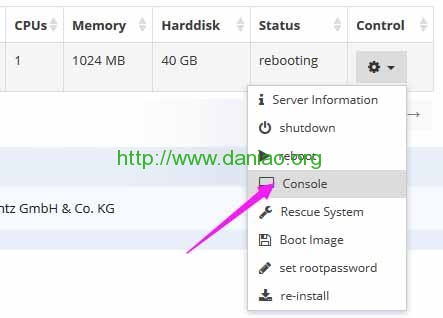 CPUs Memory Harddisk Status Control
1 1024 MB 40 GB rebooting
Server Information
shutdown
reboot
http://www.daniao.org
Console
Rescue System
ntz GmbH & Co. KG
Boot Image
set rootpassword
re-install